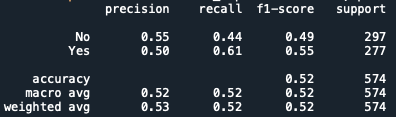 precision recall f1-score support
No 0.55 0.44 0.49 297
Yes 0.50 0.61 0.55 277
accuracy 0.52 574
macro avg 0.52 0.52 0.52 574
weighted avg 0.53 0.52 0.52 574